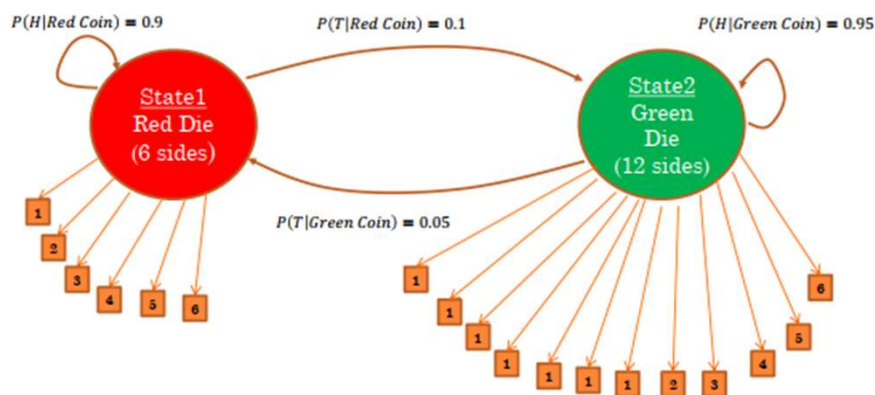 P(H|Red Coin) = 0.9
P(T|Red Coin) = 0.1
P(H|Green Coin) = 0.95
State1
Red Die
(6 sides)
State2
Green
Die
(12 sides)
P(T|Green Coin) = 0.05
1
2
3
4
5
6
1
1
1
1
1
1
1
2
3
4
5
6